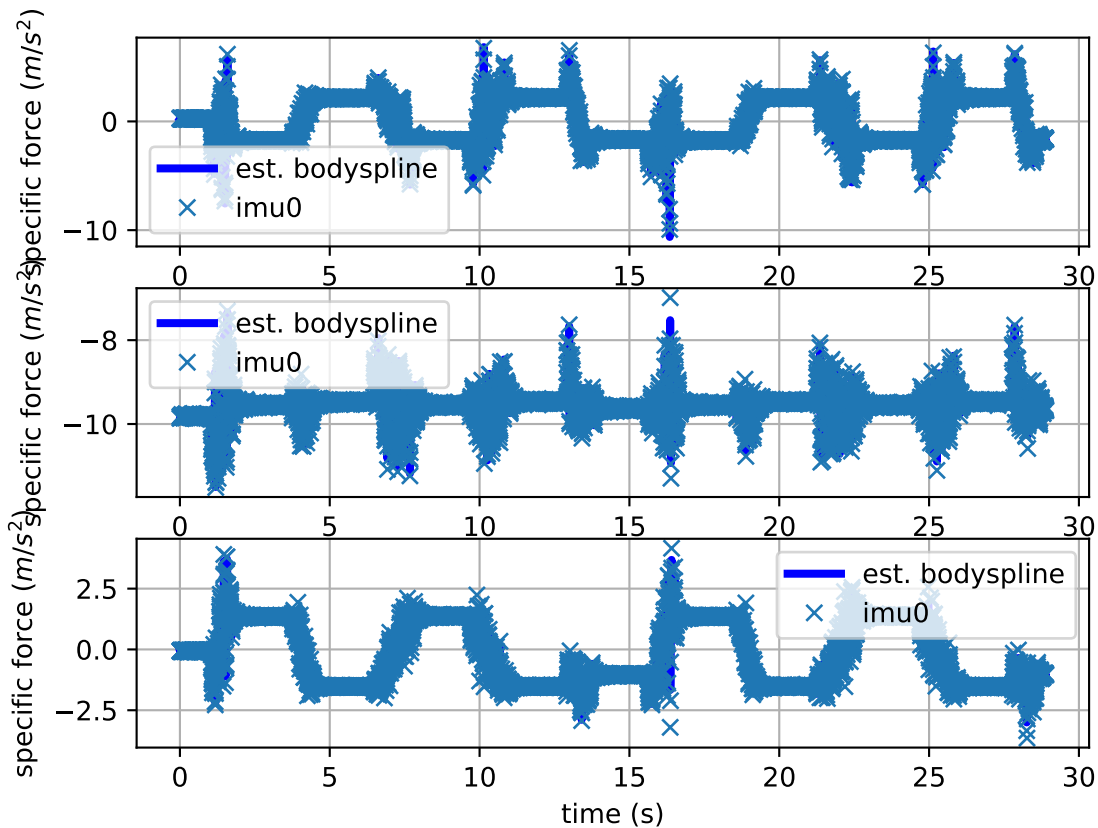 specific force (m/s²)
0
−10
est. bodyspline
imu0
0 5 10 15 20 25 30
specific force (m/s²)
−8
−10
est. bodyspline
imu0
0 5 10 15 20 25 30
specific force (m/s²)
2.5
0.0
−2.5
est. bodyspline
imu0
0 5 10 15 20 25 30
time (s)